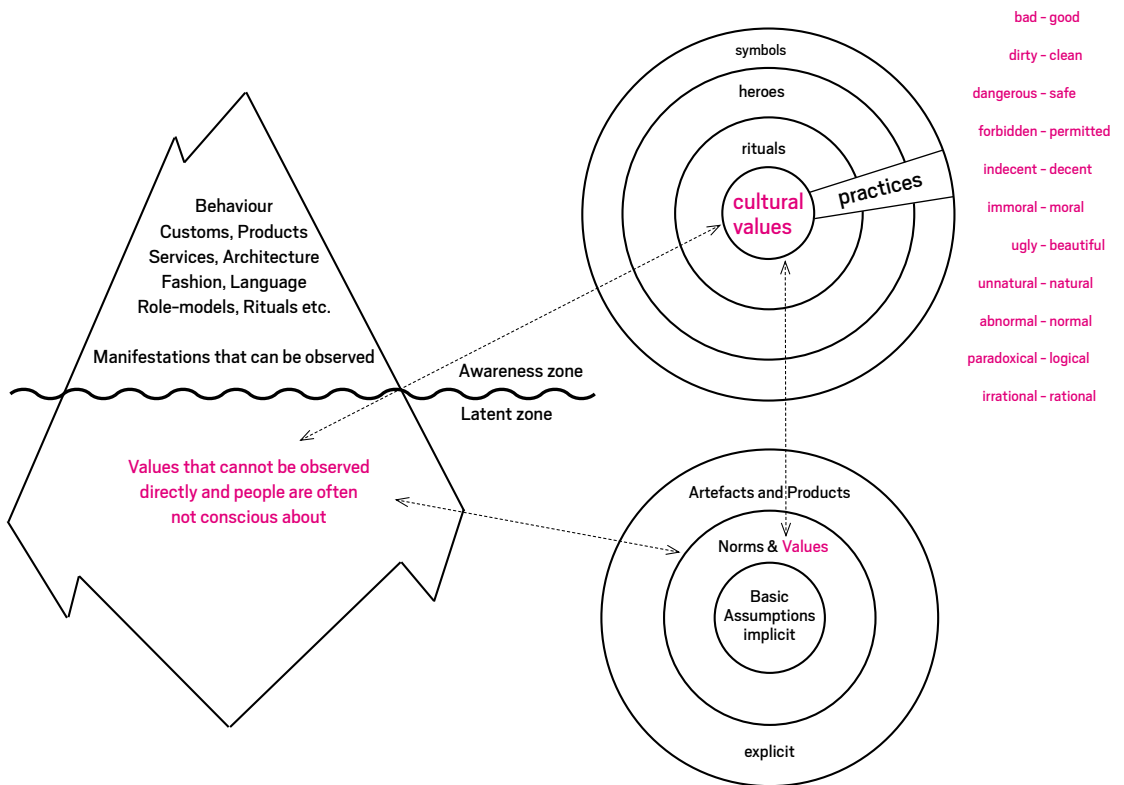 Behaviour
Customs, Products
Services, Architecture
Fashion, Language
Role-models, Rituals etc.
Manifestations that can be observed
Awareness zone
Latent zone
Values that cannot be observed
directly and people are often
not conscious about
symbols
heroes
rituals
cultural
values
practices
bad - good
dirty - clean
dangerous - safe
forbidden - permitted
indecent - decent
immoral - moral
ugly - beautiful
unnatural - natural
abnormal - normal
paradoxical - logical
irrational - rational
Artefacts and Products
Norms & Values
Basic
Assumptions
implicit
explicit